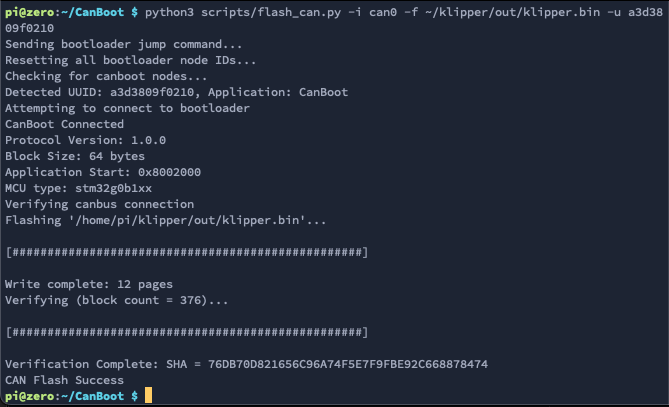 pi@zero:~/CanBoot $ python3 scripts/flash_can.py -i can0 -f ~/klipper/out/klipper.bin -u a3d38
09f0210
Sending bootloader jump command...
Resetting all bootloader node IDs...
Checking for canboot nodes...
Detected UUID: a3d3809f0210, Application: CanBoot
Attempting to connect to bootloader
CanBoot Connected
Protocol Version: 1.0.0
Block Size: 64 bytes
Application Start: 0x8002000
MCU type: stm32g0b1xx
Verifying canbus connection
Flashing '/home/pi/klipper/out/klipper.bin'...
[##################################################]
Write complete: 12 pages
Verifying (block count = 376)...
[##################################################]
Verification Complete: SHA = 76DB70D821656C96A74F5E7F9FBE92C668878474
CAN Flash Success
pi@zero:~/CanBoot $